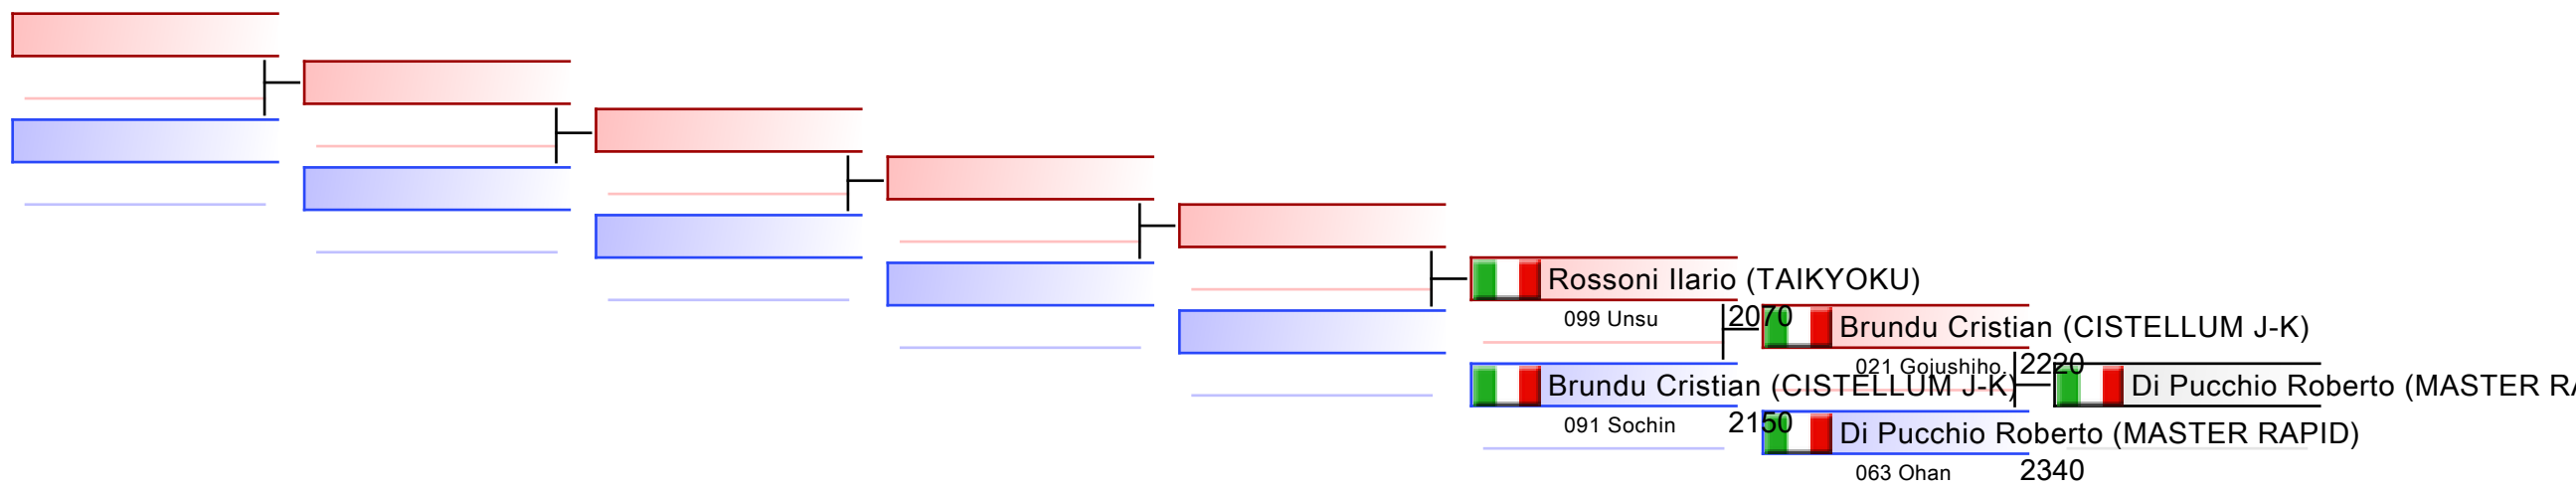 Rossoni Ilario (TAIKYOKU)
099 Unsu 2070
Brundu Cristian (CISTELLUM J-K)
091 Sochin 2150
Brundu Cristian (CISTELLUM J-K)
021 Gojushiho 2220
Di Pucchio Roberto (MASTER RAPID)
063 Ohan 2340
Di Pucchio Roberto (MASTER